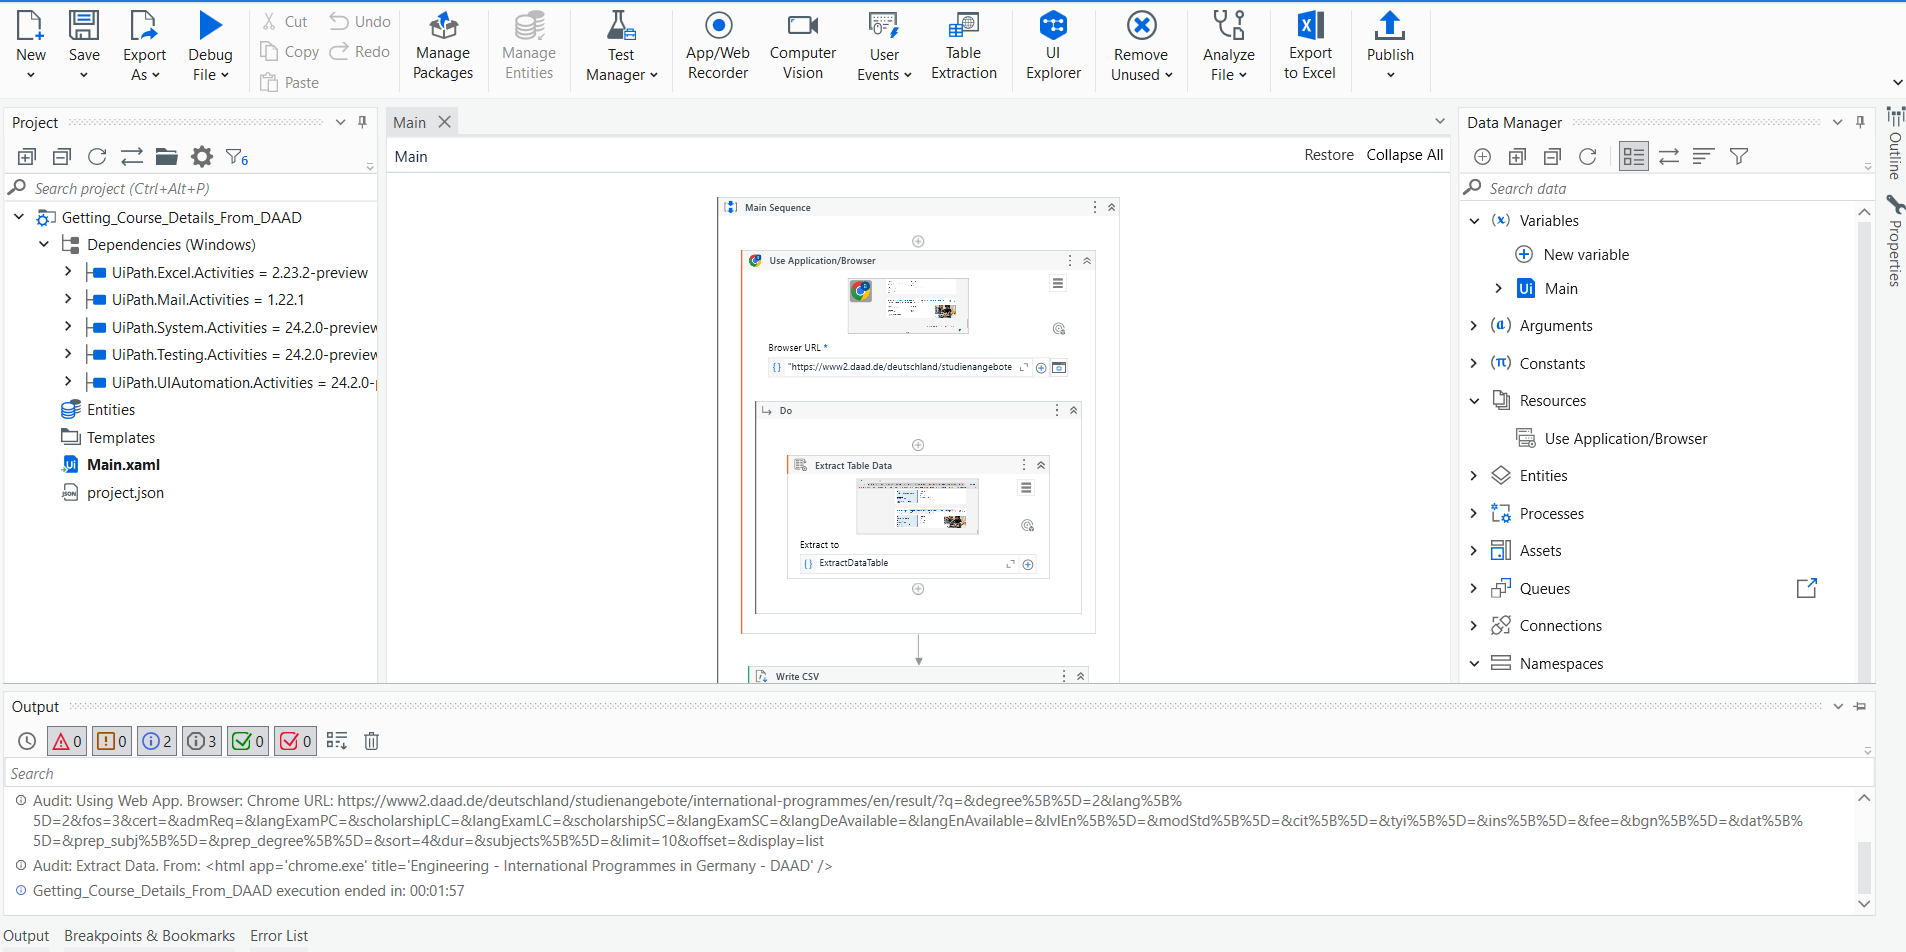 New
Save
Export
As
Debug
File
Cut
Copy
Paste
Undo
Redo
Manage
Packages
Manage
Entities
Test
Manager
App/Web
Recorder
Computer
Vision
User
Events
Table
Extraction
UI
Explorer
Remove
Unused
Analyze
File
Export
to Excel
Publish
Project
6
Search project (Ctrl+Alt+P)
Getting_Course_Details_From_DAAD
Dependencies (Windows)
UiPath.Excel.Activities = 2.23.2-preview
UiPath.Mail.Activities = 1.22.1
UiPath.System.Activities = 24.2.0-preview
UiPath.Testing.Activities = 24.2.0-preview
UiPath.UIAutomation.Activities = 24.2.0-p
Entities
Templates
Main.xaml
project.json
Main
Main
Restore Collapse All
Main Sequence
Use Application/Browser
Browser URL *
"https://www2.daad.de/deutschland/studienangebote
Do
Extract Table Data
Extract to
ExtractDataTable
Write CSV
Data Manager
Search data
Variables
New variable
Main
Arguments
Constants
Resources
Use Application/Browser
Entities
Processes
Assets
Queues
Connections
Namespaces
Outline
Properties
Output
0 0 2 3 0 0
Search
Audit: Using Web App. Browser: Chrome URL: https://www2.daad.de/deutschland/studienangebote/international-programmes/en/result/?q=&degree%5B%5D=2&lang%5B%
5D=2&fos=3&cert=&admReq=&langExamPC=&scholarshipLC=&langExamLC=&scholarshipSC=&langExamSC=&langDeAvailable=&langEnAvailable=&lvlEn%5B%5D=&modStd%5B%5D=&cit%5B%5D=&tyi%5B%5D=&ins%5B%5D=&fee=&bgn%5B%5D=&dat%5B%
5D=&prep_subj%5B%5D=&prep_degree%5B%5D=&sort=4&dur=&subjects%5B%5D=&limit=10&offset=&display=list
Audit: Extract Data. From: <html app='chrome.exe' title='Engineering - International Programmes in Germany - DAAD' />
Getting_Course_Details_From_DAAD execution ended in: 00:01:57
Output Breakpoints & Bookmarks Error List